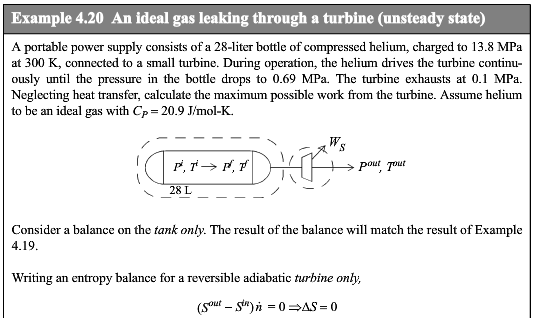 Example 4.20 An ideal gas leaking through a turbine (unsteady state)
A portable power supply consists of a 28-liter bottle of compressed helium, charged to 13.8 MPa
at 300 K, connected to a small turbine. During operation, the helium drives the turbine continu-
ously until the pressure in the bottle drops to 0.69 MPa. The turbine exhausts at 0.1 MPa.
Neglecting heat transfer, calculate the maximum possible work from the turbine. Assume helium
to be an ideal gas with C_P = 20.9 J/mol-K.
W_S
P^i, T^i → P^f, T^f
P^out, T^out
28 L
Consider a balance on the tank only. The result of the balance will match the result of Example
4.19.
Writing an entropy balance for a reversible adiabatic turbine only,
(S^out – S^in)ṅ = 0 ⇒ ΔS = 0